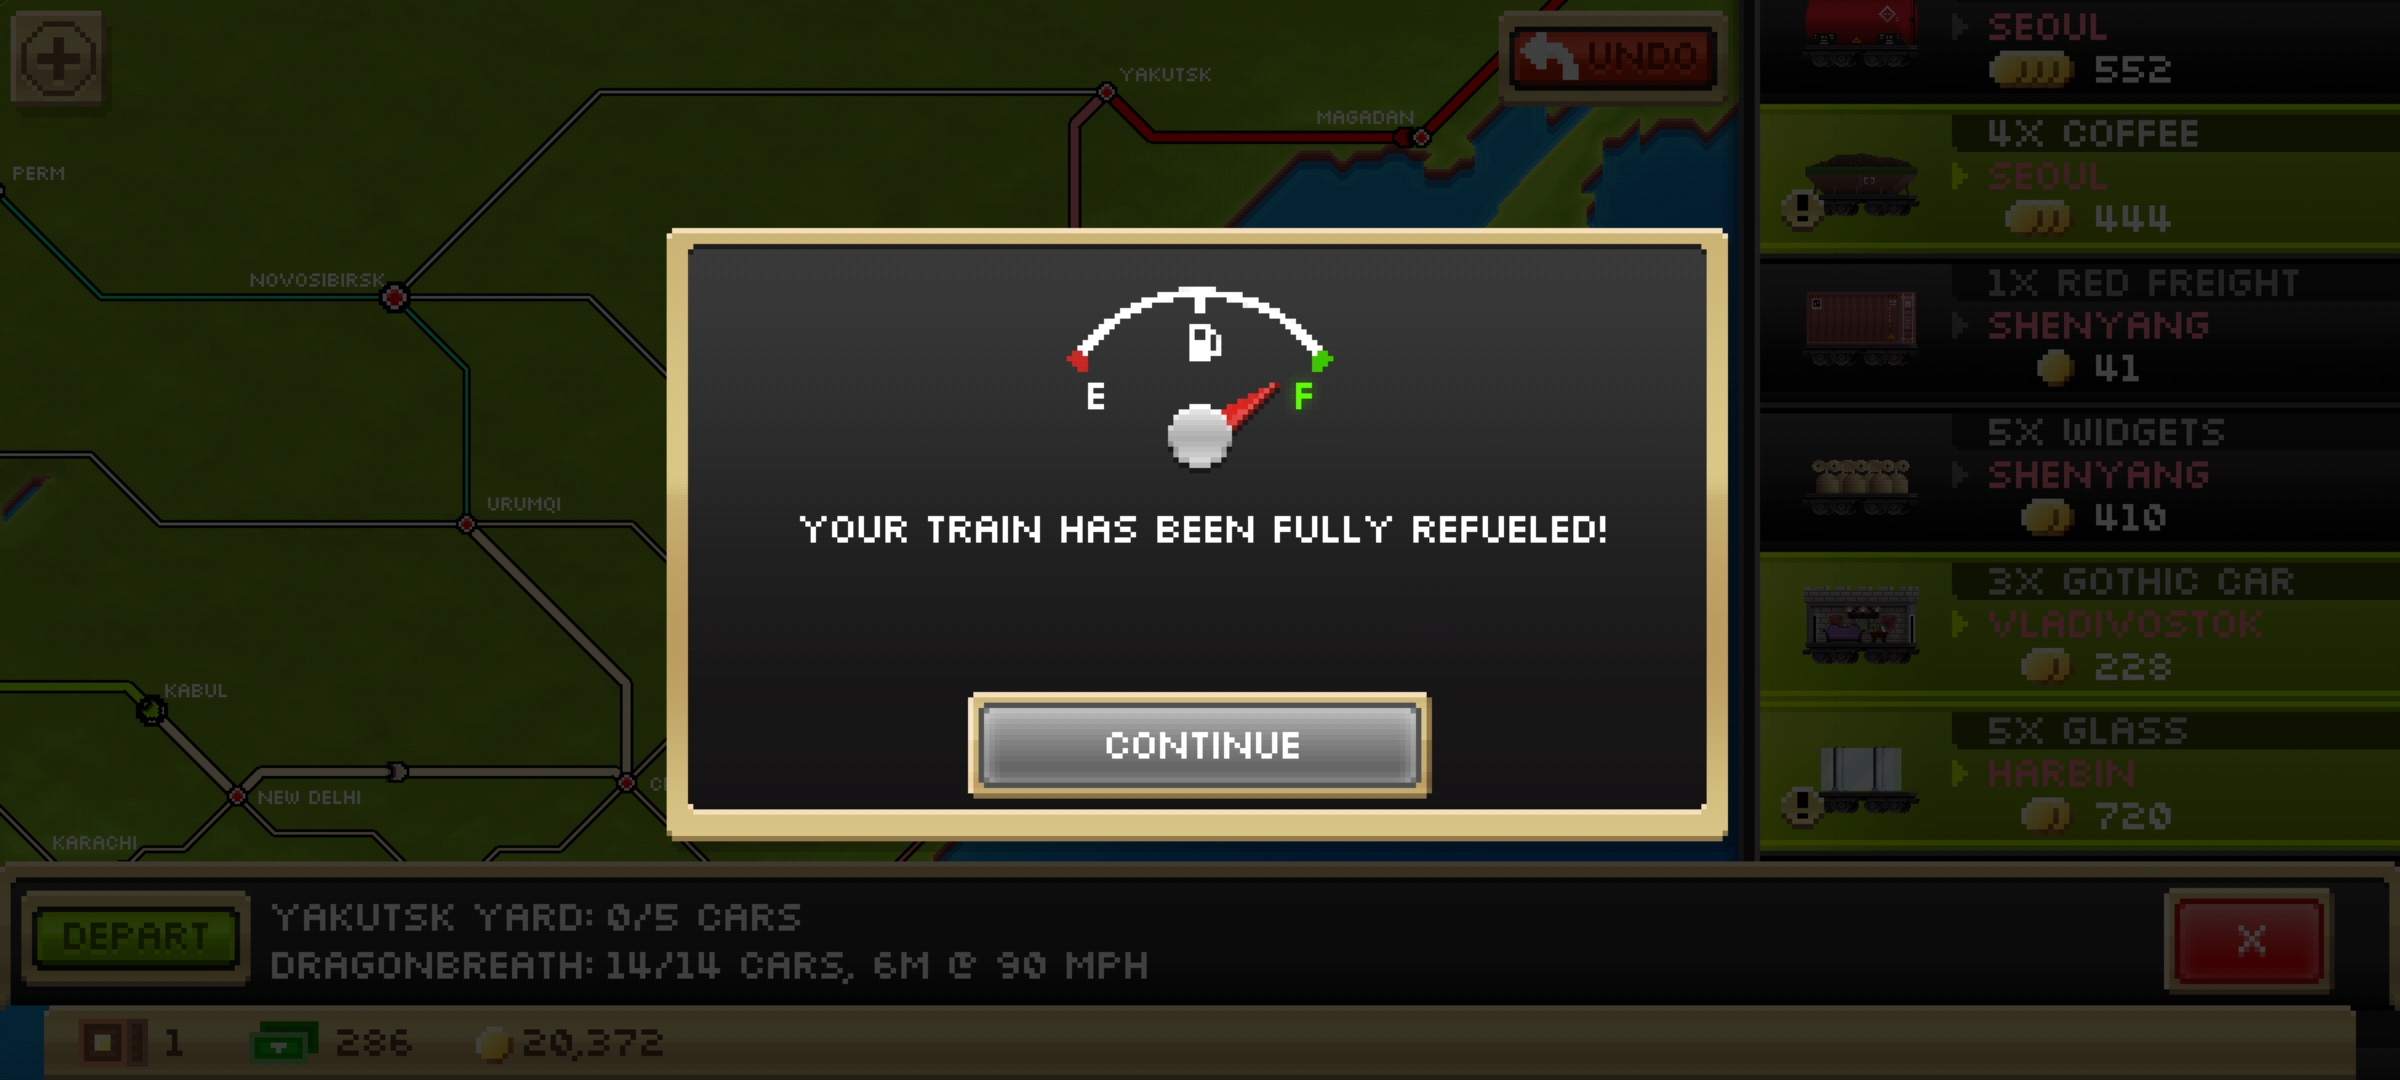 UNDO
YAKUTSK
MAGADAN
PERM
NOVOSIBIRSK
URUMQI
KABUL
NEW DELHI
KARACHI
SEOUL
552
4X COFFEE
SEOUL
444
1X RED FREIGHT
SHENYANG
41
5X WIDGETS
SHENYANG
410
3X GOTHIC CAR
VLADIVOSTOK
228
5X GLASS
HARBIN
720
E
F
YOUR TRAIN HAS BEEN FULLY REFUELED!
CONTINUE
DEPART
YAKUTSK YARD: 0/5 CARS
DRAGONBREATH: 14/14 CARS, 6M @ 90 MPH
X
1
286
20,372